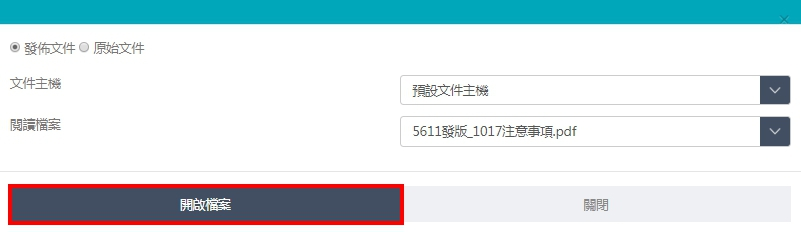 發佈文件 原始文件
文件主機 預設文件主機
閱讀檔案 5611發版_1017注意事項.pdf
開啟檔案 關閉